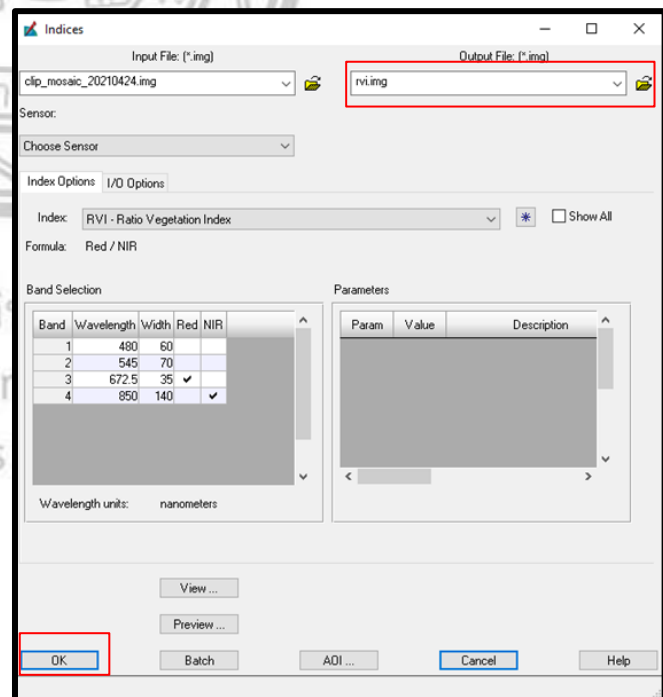 Indices
Input File: (*.img)
Output File: (*.img)
clip_mosaic_20210424.img
rvi.img
Sensor:
Choose Sensor
Index Options I/O Options
Index: RVI - Ratio Vegetation Index
Show All
Formula: Red / NIR
Band Selection
Parameters
Band Wavelength Width Red NIR
Param Value Description
1 480 60
2 545 70
3 672.5 35 ✔
4 850 140 ✔
Wavelength units: nanometers
View ...
Preview ...
OK Batch AOI ... Cancel Help